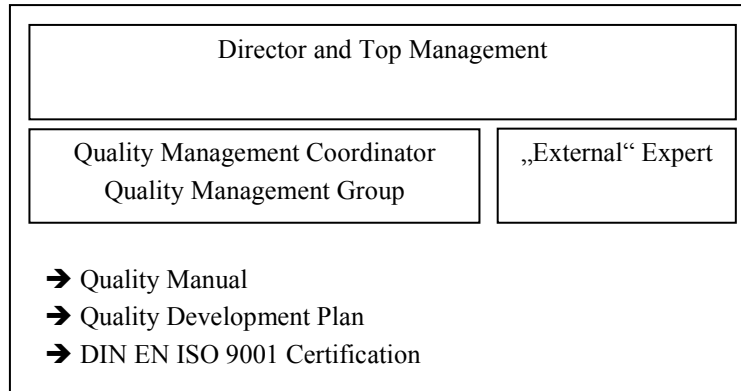 Director and Top Management
Quality Management Coordinator
Quality Management Group
„External“ Expert
➔ Quality Manual
➔ Quality Development Plan
➔ DIN EN ISO 9001 Certification